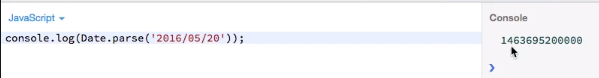 JavaScript
Console
console.log(Date.parse('2016/05/20'));
1463695200000